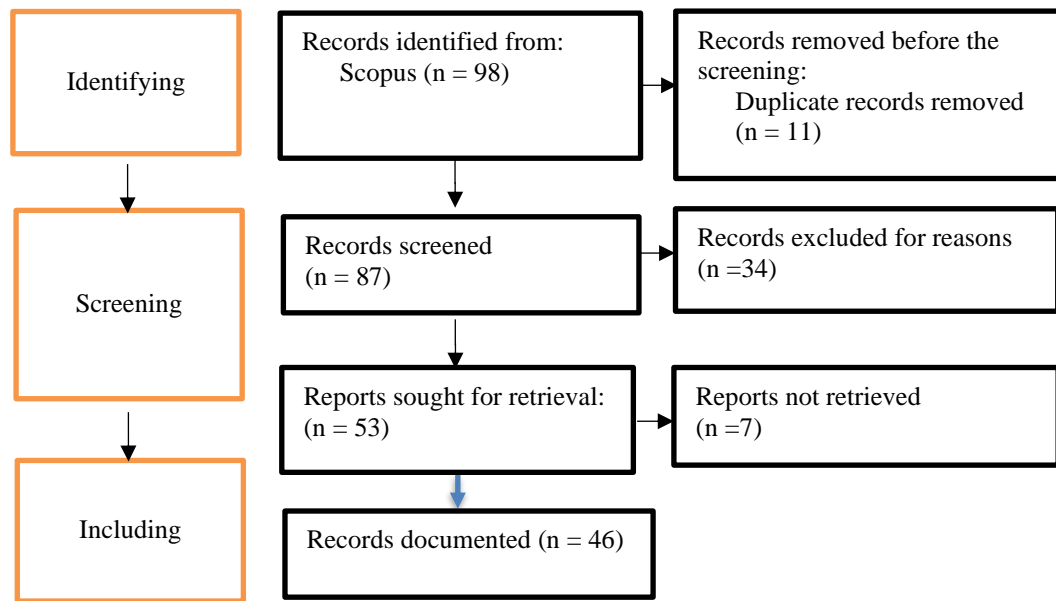 Identifying
Records identified from:
Scopus (n = 98)
Records removed before the
screening:
Duplicate records removed
(n = 11)
Screening
Records screened
(n = 87)
Records excluded for reasons
(n =34)
Reports sought for retrieval:
(n = 53)
Reports not retrieved
(n =7)
Including
Records documented (n = 46)